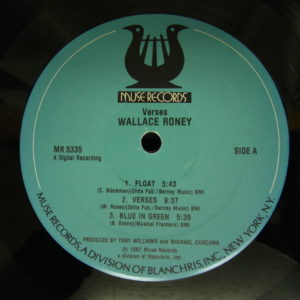 MUSE RECORDS
Verses
WALLACE RONEY
MR 5335
A Digital Recording
SIDE A
1. FLOAT 5:43
(C. Blackman)(Shira Pub./Barney Music) BMI
2. VERSES 9:37
(W. Roney)(Shira Pub./Barney Music) BMI
3. BLUE IN GREEN 5:36
(B. Evans)(Musical Frontiers) BMI
PRODUCED BY TONY WILLIAMS and MICHAEL CUSCUNA
© 1987 Muse Records
a division of Blanchris, Inc.
MUSE RECORDS, A DIVISION OF BLANCHRIS, INC., NEW YORK, N.Y.